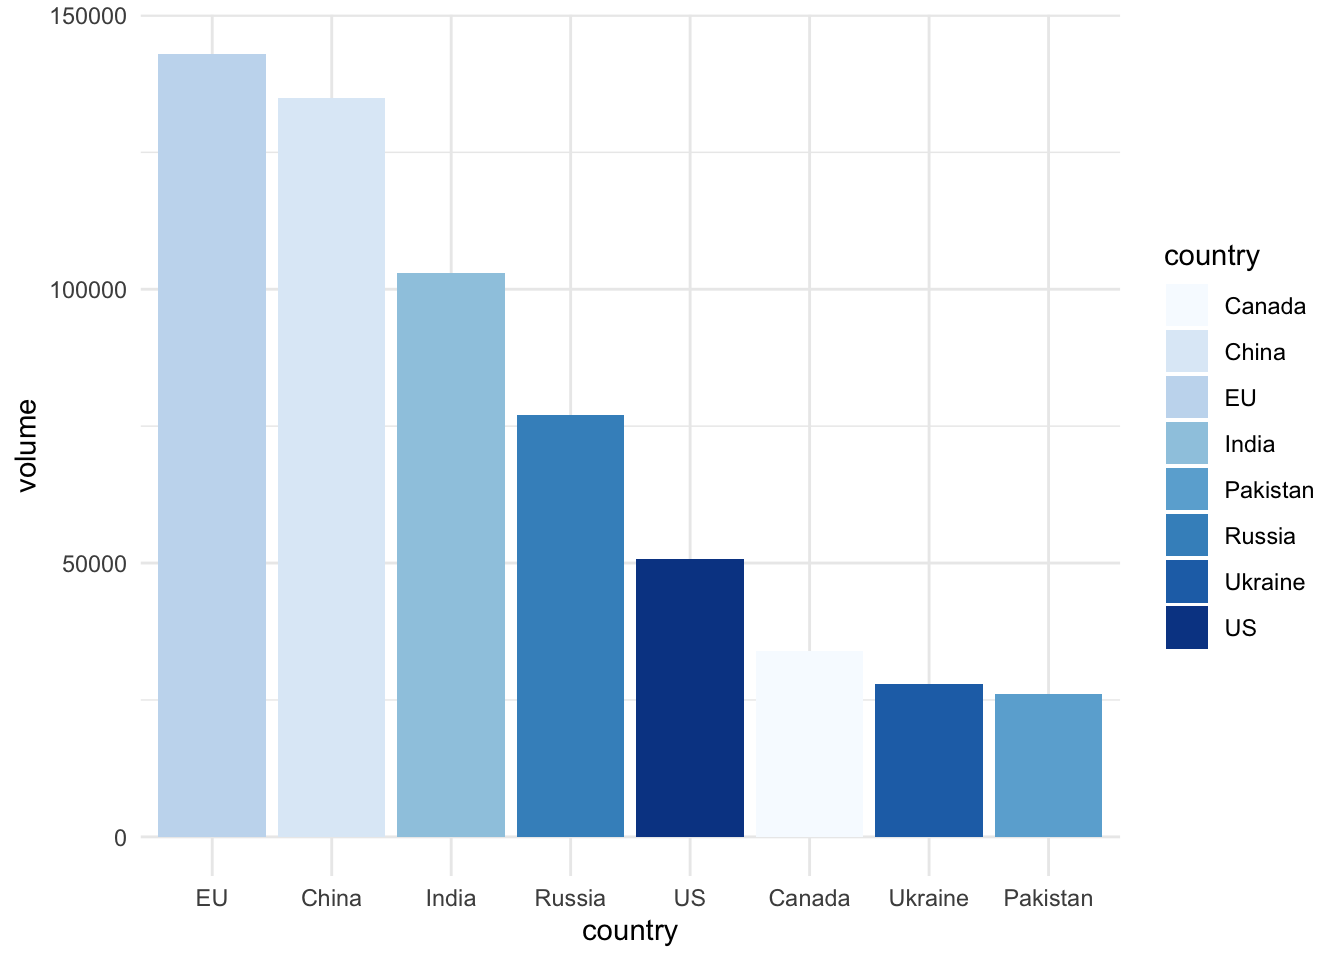 150000
100000
50000
0
volume
EU China India Russia US Canada Ukraine Pakistan
country
country
Canada
China
EU
India
Pakistan
Russia
Ukraine
US